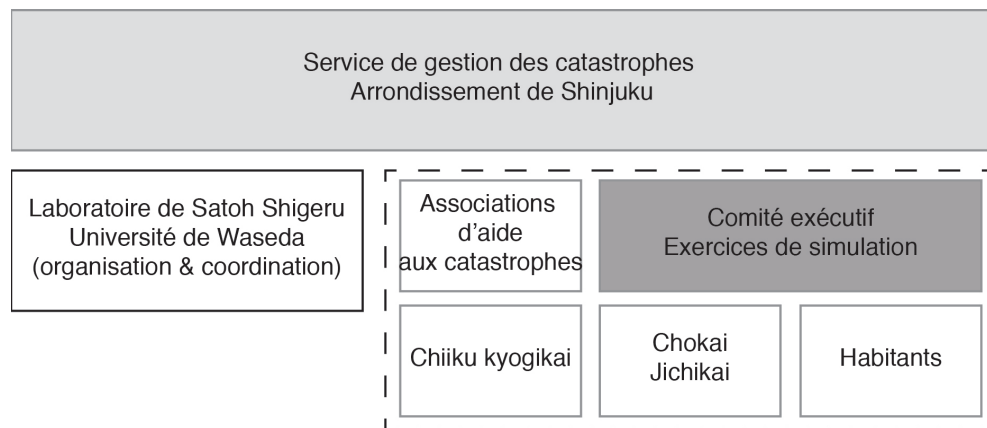 Service de gestion des catastrophes
Arrondissement de Shinjuku
Laboratoire de Satoh Shigeru
Université de Waseda
(organisation & coordination)
Associations
d'aide
aux catastrophes
Comité exécutif
Exercices de simulation
Chiiku kyogikai
Chokai
Jichikai
Habitants